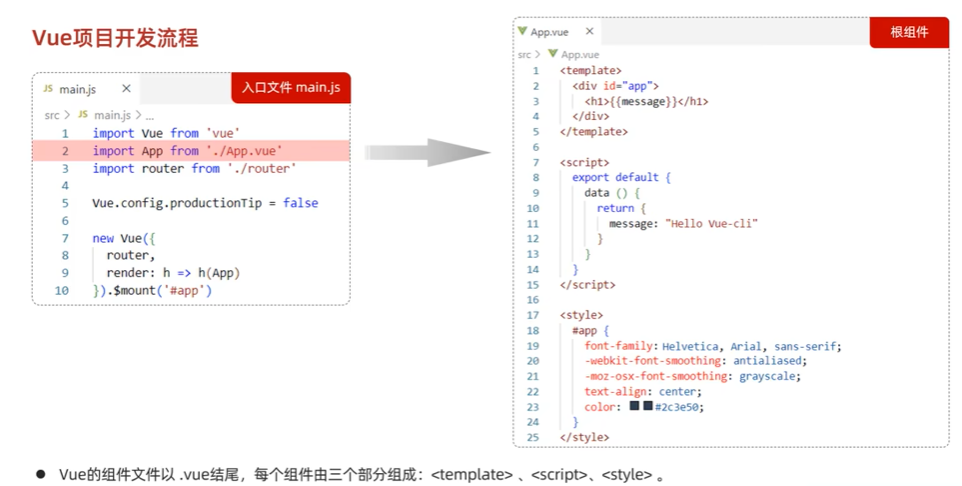 Vue项目开发流程
JS main.js ×
入口文件 main.js
src > JS main.js > ...
1 import Vue from 'vue'
2 import App from './App.vue'
3 import router from './router'
4
5 Vue.config.productionTip = false
6
7 new Vue({
8 router,
9 render: h => h(App)
10 }).$mount('#app')
App.vue ×
根组件
src > App.vue
1 <template>
2 <div id="app">
3 <h1>{{message}}</h1>
4 </div>
5 </template>
6
7 <script>
8 export default {
9 data () {
10 return {
11 message: "Hello Vue-cli"
12 }
13 }
14 }
15 </script>
16
17 <style>
18 #app {
19 font-family: Helvetica, Arial, sans-serif;
20 -webkit-font-smoothing: antialiased;
21 -moz-osx-font-smoothing: grayscale;
22 text-align: center;
23 color: #2c3e50;
24 }
25 </style>
● Vue的组件文件以 .vue结尾，每个组件由三个部分组成：<template> 、<script>、<style> 。